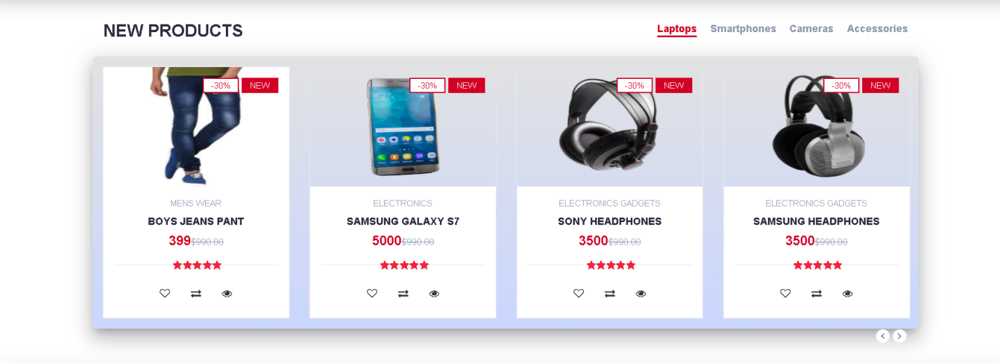 NEW PRODUCTS
Laptops Smartphones Cameras Accessories
-30% NEW
MENS WEAR
BOYS JEANS PANT
399$990.00
-30% NEW
4:27
ELECTRONICS
SAMSUNG GALAXY S7
5000$990.00
-30% NEW
ELECTRONICS GADGETS
SONY HEADPHONES
3500$990.00
-30% NEW
ELECTRONICS GADGETS
SAMSUNG HEADPHONES
3500$990.00